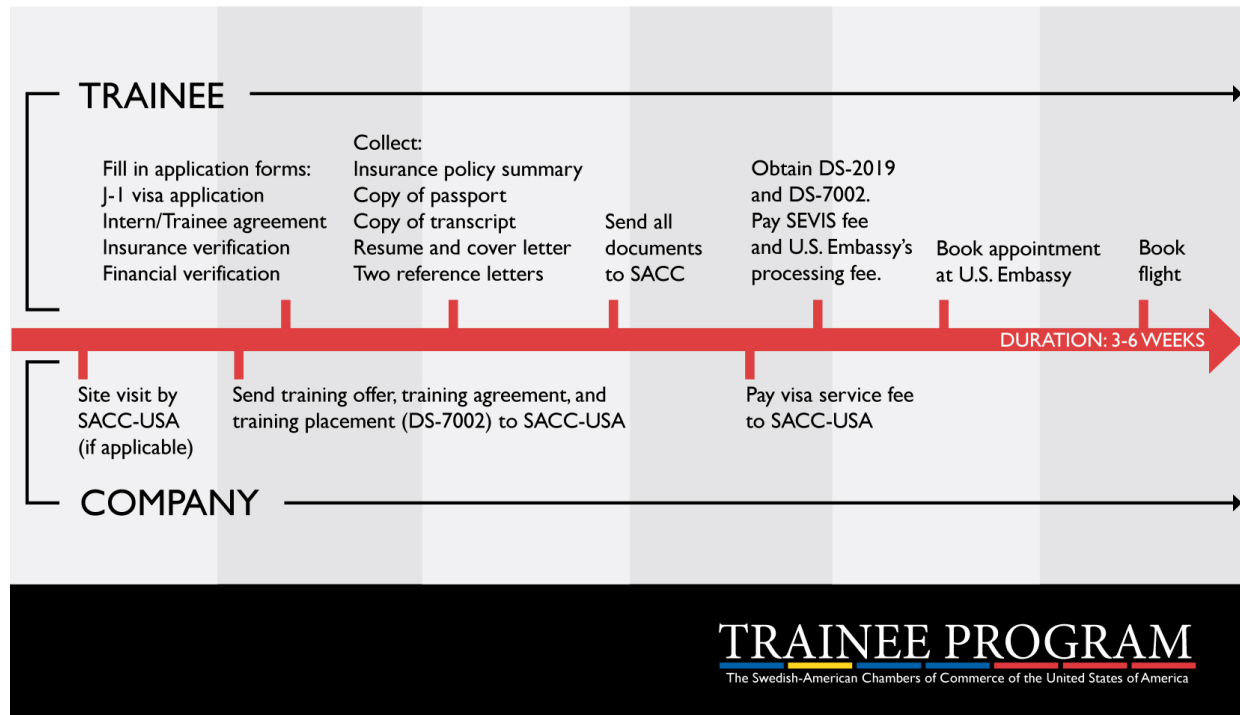 TRAINEE
Fill in application forms:
J-1 visa application
Intern/Trainee agreement
Insurance verification
Financial verification
Collect:
Insurance policy summary
Copy of passport
Copy of transcript
Resume and cover letter
Two reference letters
Send all
documents
to SACC
Obtain DS-2019
and DS-7002.
Pay SEVIS fee
and U.S. Embassy's
processing fee.
Book appointment
at U.S. Embassy
Book
flight
DURATION: 3-6 WEEKS
Site visit by
SACC-USA
(if applicable)
Send training offer, training agreement, and
training placement (DS-7002) to SACC-USA
Pay visa service fee
to SACC-USA
COMPANY
TRAINEE PROGRAM
The Swedish-American Chambers of Commerce of the United States of America